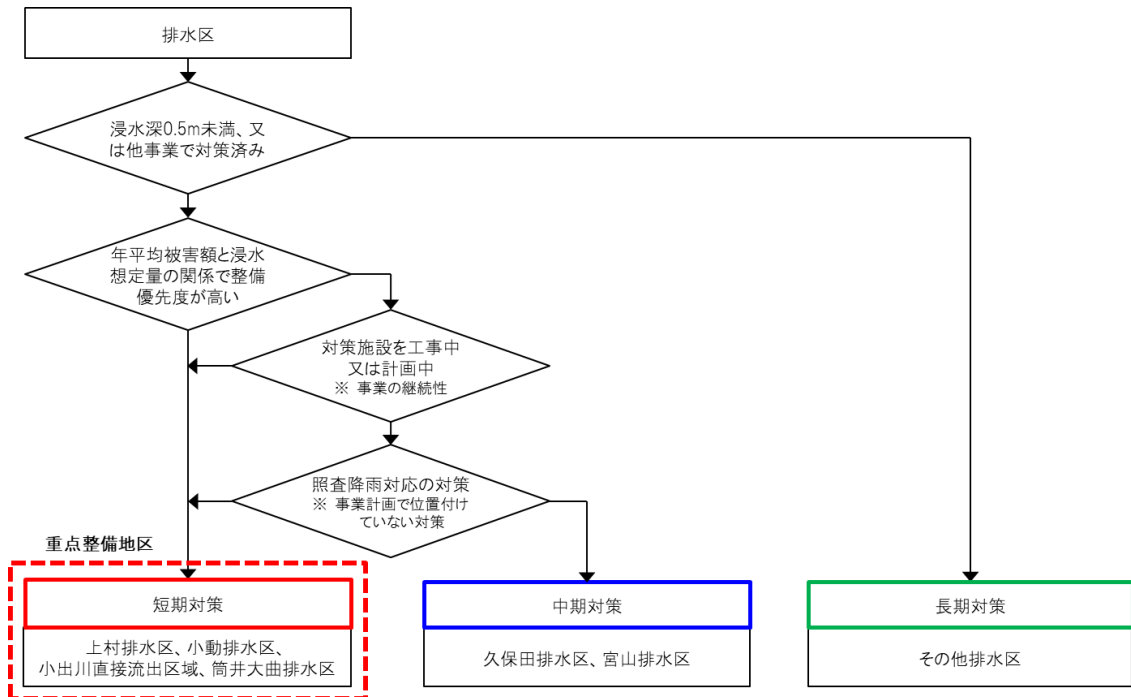 排水区
浸水深0.5m未満、又
は他事業で対策済み
年平均被害額と浸水
想定量の関係で整備
優先度が高い
対策施設を工事中
又は計画中
※ 事業の継続性
照査降雨対応の対策
※ 事業計画で位置付け
ていない対策
重点整備地区
短期対策
上村排水区、小動排水区、
小出川直接流出区域、筒井大曲排水区
中期対策
久保田排水区、宮山排水区
長期対策
その他排水区